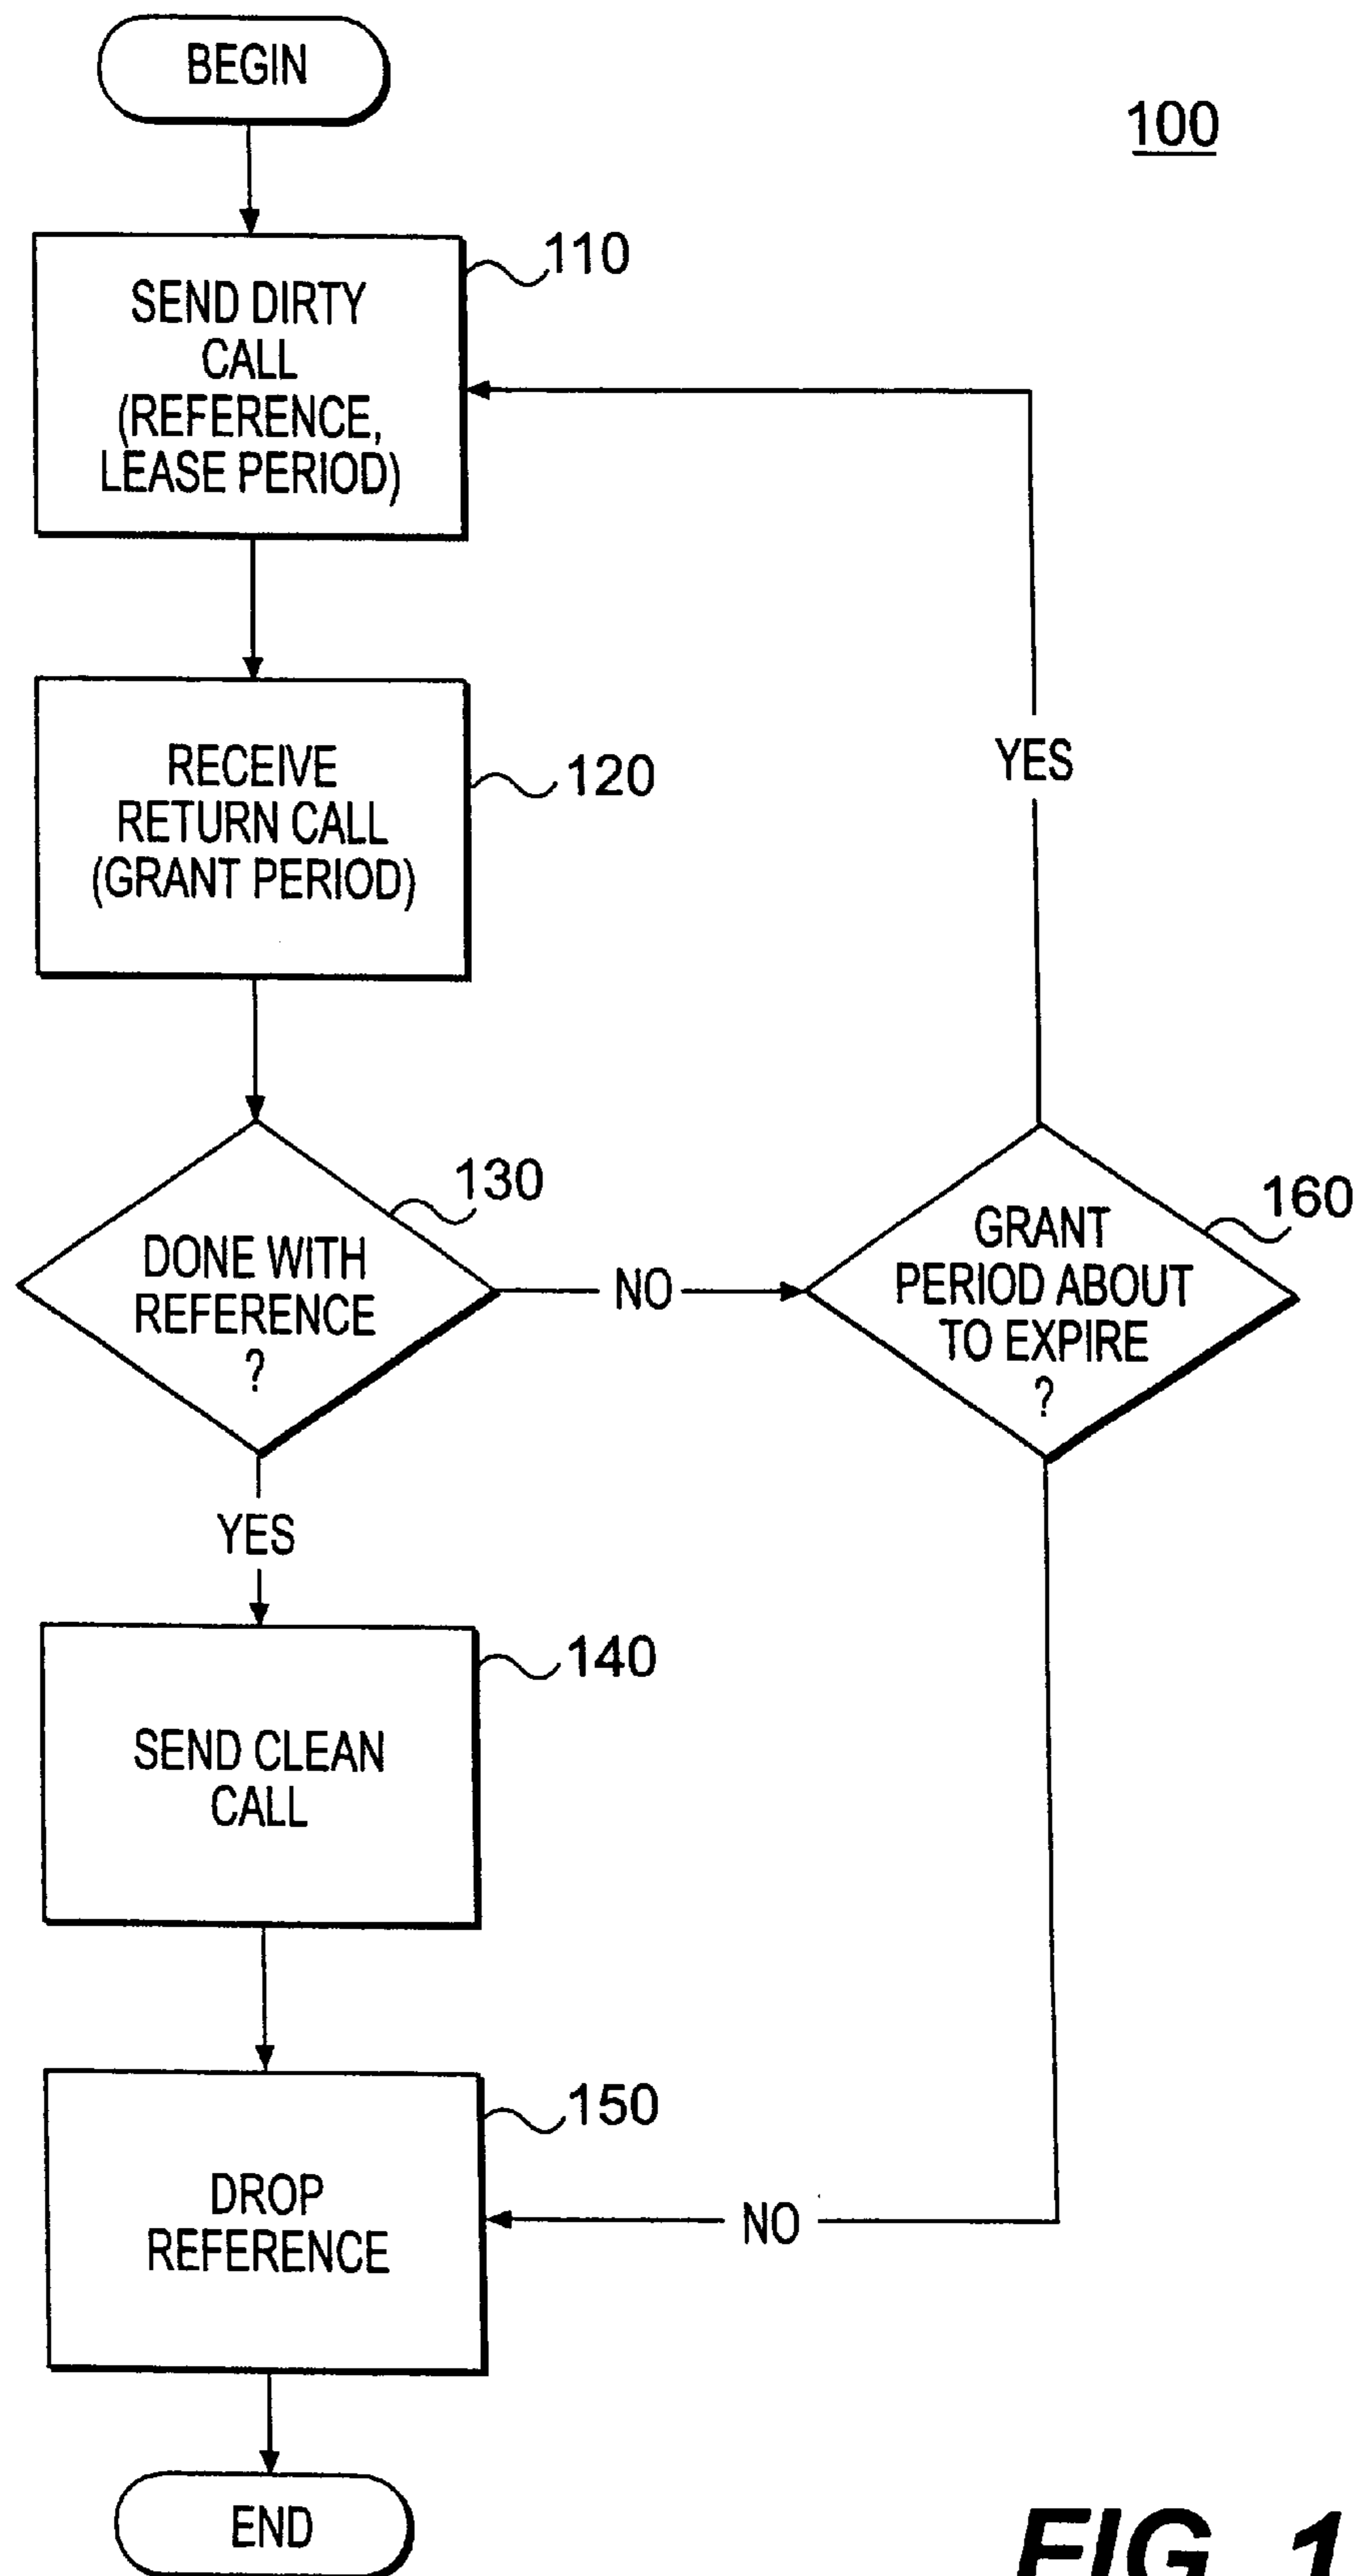 BEGIN
100
SEND DIRTY
CALL
(REFERENCE,
LEASE PERIOD)
110
RECEIVE
RETURN CALL
(GRANT PERIOD)
120
YES
DONE WITH
REFERENCE
?
130
NO
GRANT
PERIOD ABOUT
TO EXPIRE
?
160
YES
SEND CLEAN
CALL
140
DROP
REFERENCE
150
NO
END
FIG. 1